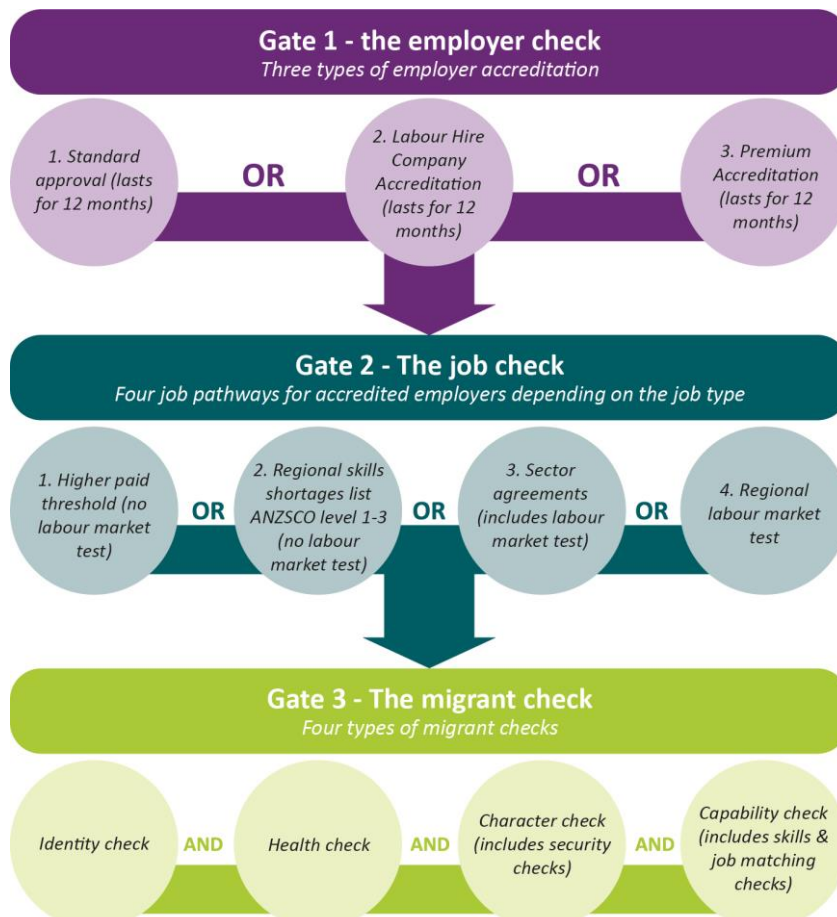 Gate 1 - the employer check
Three types of employer accreditation
1. Standard
approval (lasts
for 12 months)
OR
2. Labour Hire
Company
Accreditation
(lasts for 12
months)
OR
3. Premium
Accreditation
(lasts for 12
months)
Gate 2 - The job check
Four job pathways for accredited employers depending on the job type
1. Higher paid
threshold (no
labour market
test)
OR
2. Regional skills
shortages list
ANZSCO level 1-3
(no labour
market test)
OR
3. Sector
agreements
(includes labour
market test)
OR
4. Regional
labour market
test
Gate 3 - The migrant check
Four types of migrant checks
Identity check
AND
Health check
AND
Character check
(includes security
checks)
AND
Capability check
(includes skills &
job matching
checks)